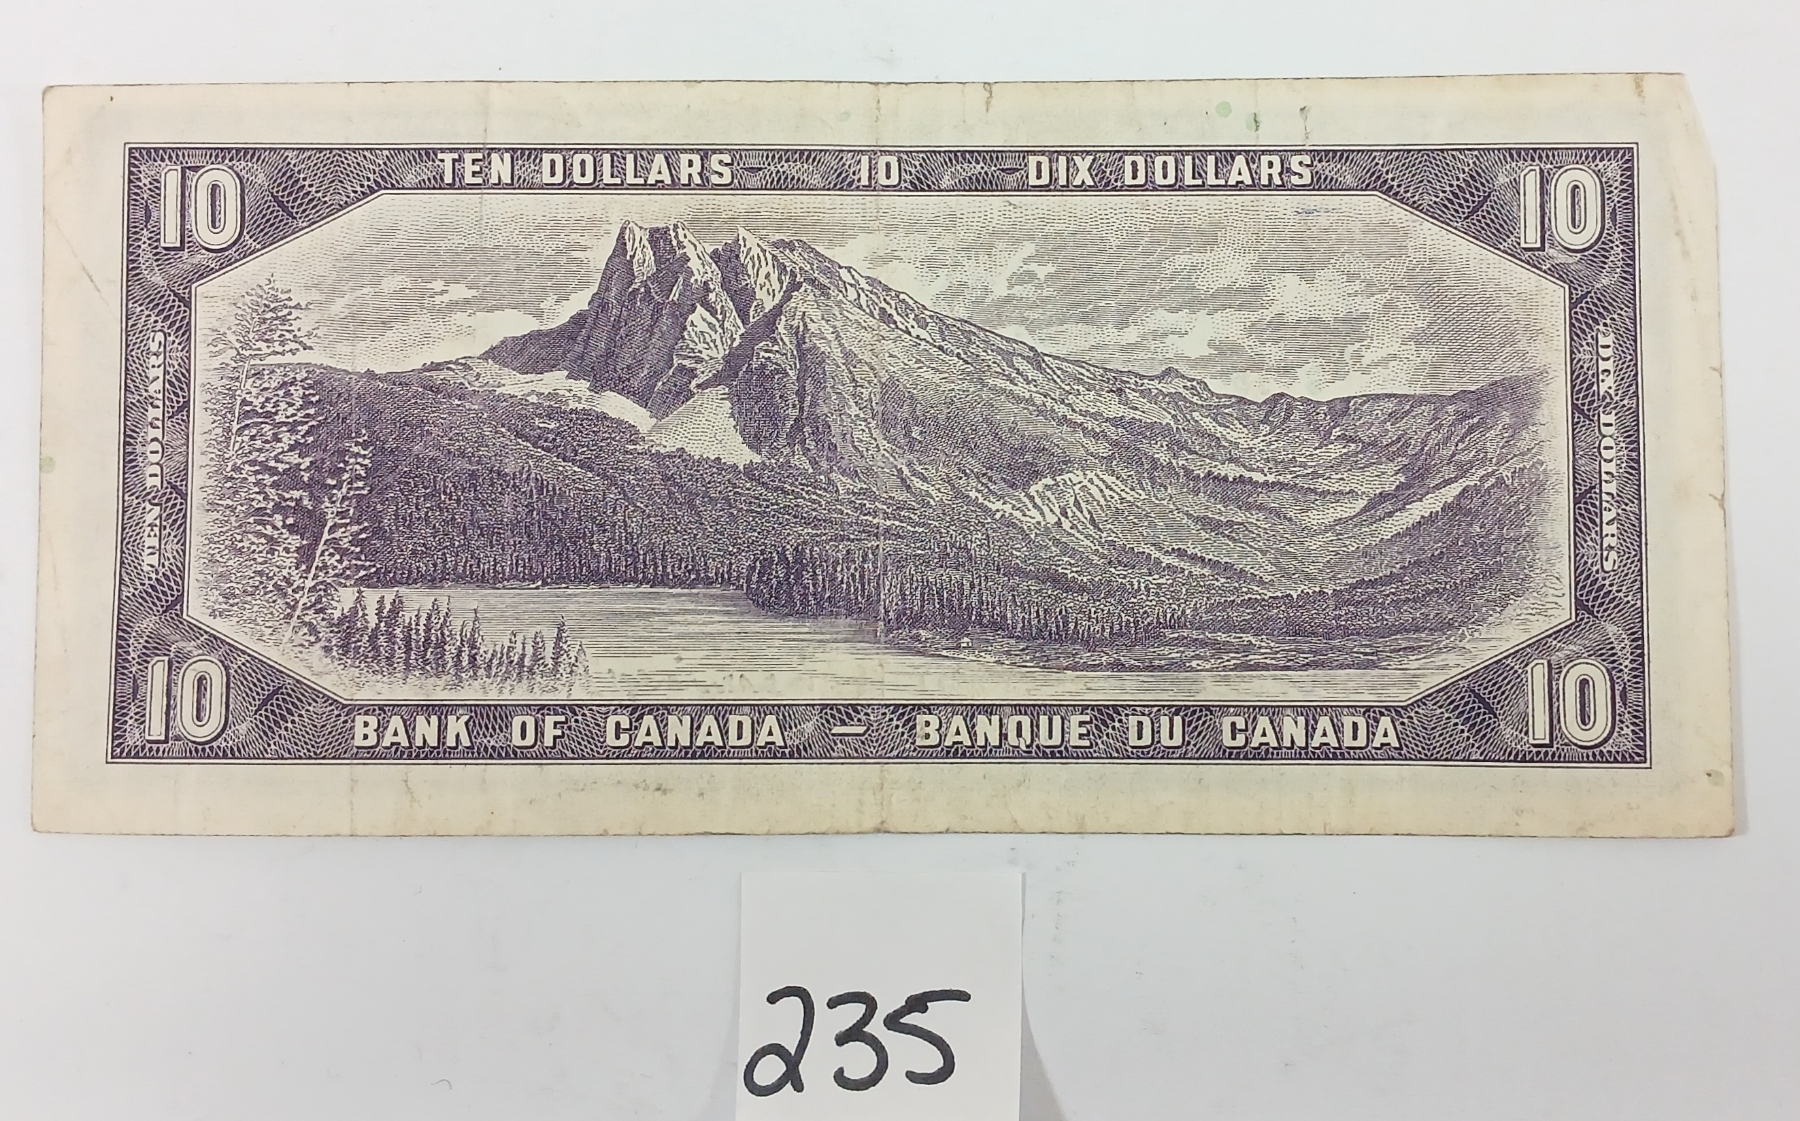 TEN DOLLARS 10 DIX DOLLARS
10 10
TEN DOLLARS
DIX DOLLARS
10 10
BANK OF CANADA — BANQUE DU CANADA
235